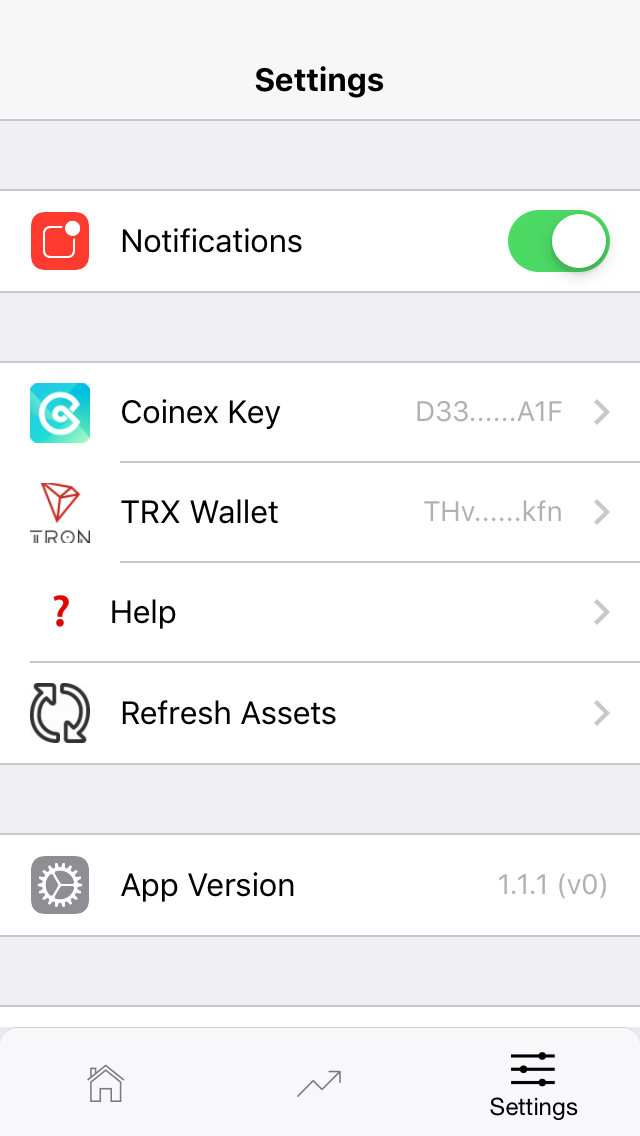 Settings
Notifications
Coinex Key D33......A1F
TRX Wallet THv......kfn
TRON
? Help
Refresh Assets
App Version 1.1.1 (v0)
Settings